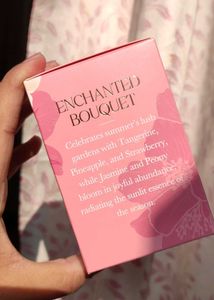 ENCHANTED
BOUQUET
Celebrates summer's lush
gardens with Tangerine,
Pineapple, and Strawberry,
while Jasmine and Peony
bloom in joyful abundance,
radiating the sunlit essence of
the season.